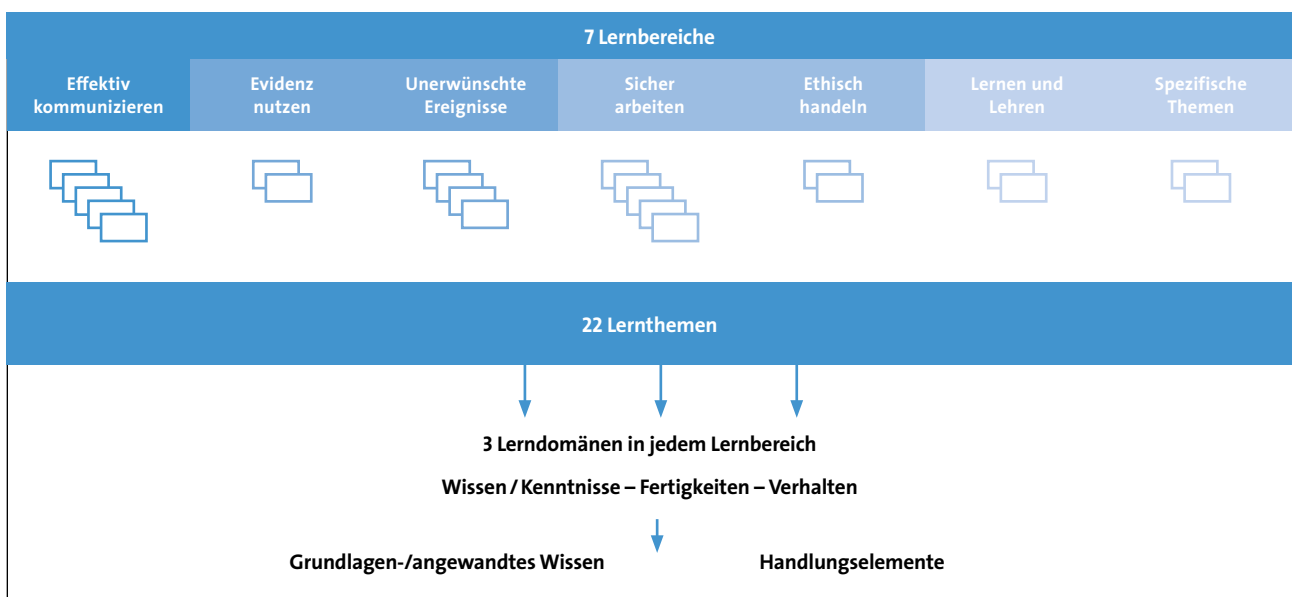 7 Lernbereiche
Effektiv kommunizieren
Evidenz nutzen
Unerwünschte Ereignisse
Sicher arbeiten
Ethisch handeln
Lernen und Lehren
Spezifische Themen
22 Lernthemen
3 Lerndomänen in jedem Lernbereich
Wissen / Kenntnisse – Fertigkeiten – Verhalten
Grundlagen-/angewandtes Wissen
Handlungselemente